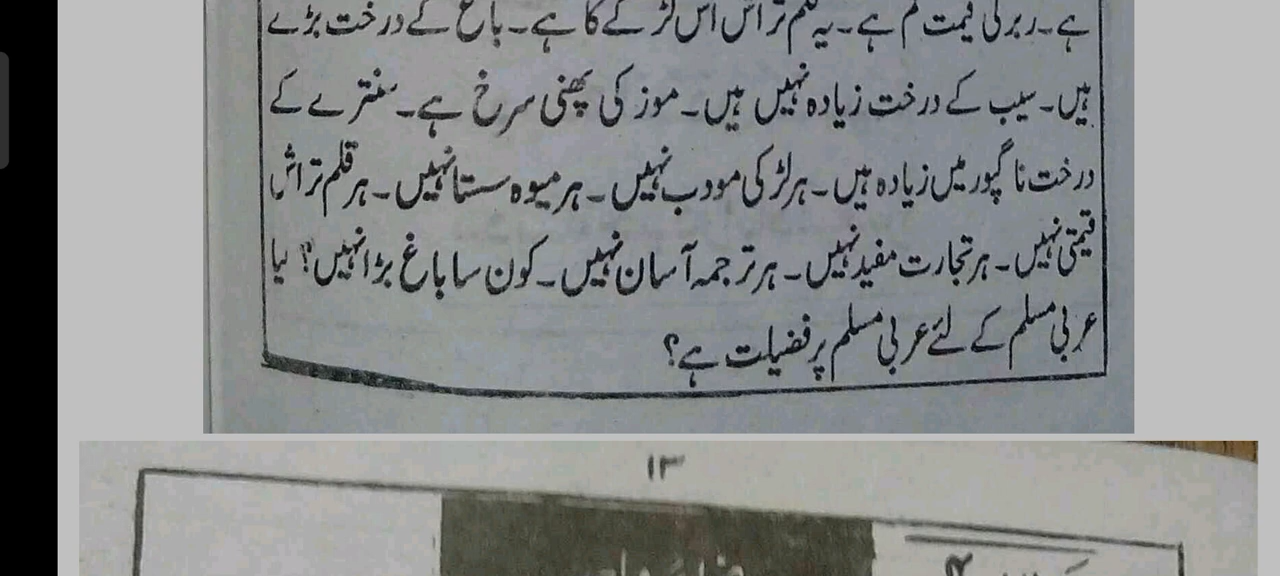 ہے۔ربر کی قیمت کم ہے۔یہ قلم تراش اس لڑکے کا ہے۔باغ کے درخت بڑے
ہیں۔سیب کے درخت زیادہ نہیں ہیں۔موز کی پھنی سرخ ہے۔سنترے کے
درخت ناگپور میں زیادہ ہیں۔ہر لڑکی مودب نہیں۔ہر میوہ سستا نہیں۔ہر قلم تراش
قیمتی نہیں۔ہر تجارت مفید نہیں۔ہر ترجمہ آسان نہیں۔کون سا باغ بڑا نہیں؟ کیا
عربی مسلم کے لئے عربی مسلم پر فضیلت ہے؟
۱۳